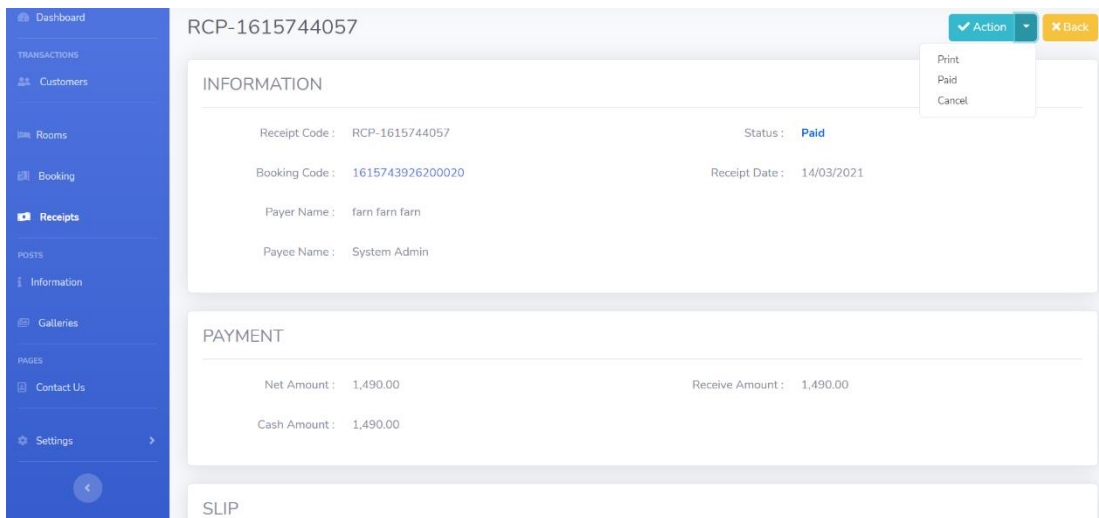 Dashboard
TRANSACTIONS
Customers
Rooms
Booking
Receipts
POSTS
Information
Galleries
PAGES
Contact Us
Settings
RCP-1615744057
Action
Back
Print
Paid
Cancel
INFORMATION
Receipt Code : RCP-1615744057
Status : Paid
Booking Code : 1615743926200020
Receipt Date : 14/03/2021
Payer Name : farn farn farn
Payee Name : System Admin
PAYMENT
Net Amount : 1,490.00
Receive Amount : 1,490.00
Cash Amount : 1,490.00
SLIP